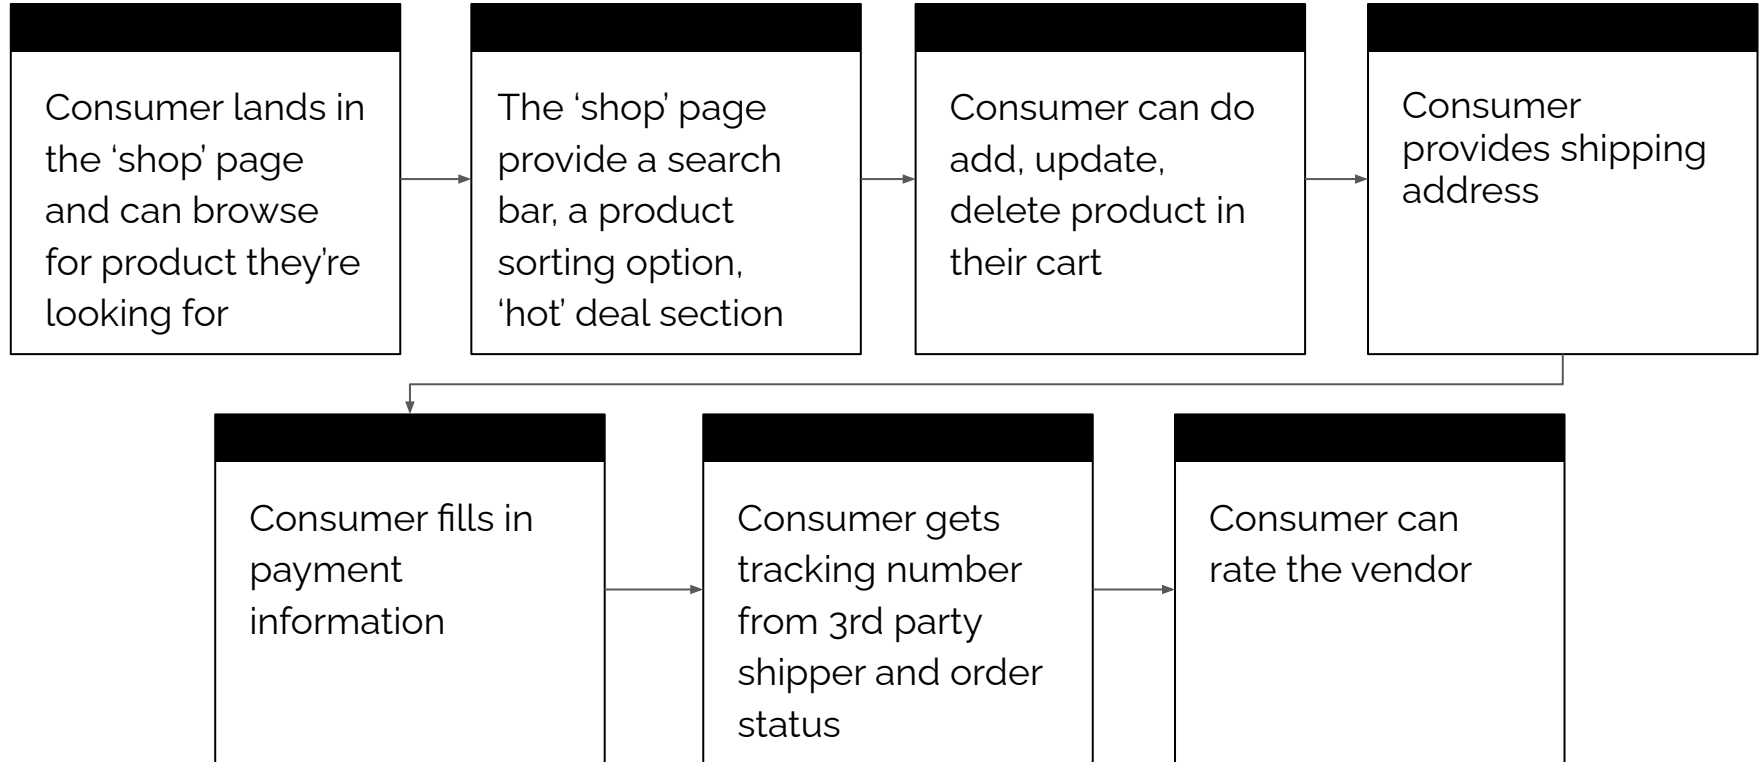 Consumer lands in
the ‘shop’ page
and can browse
for product they’re
looking for
The ‘shop’ page
provide a search
bar, a product
sorting option,
‘hot’ deal section
Consumer can do
add, update,
delete product in
their cart
Consumer
provides shipping
address
Consumer fills in
payment
information
Consumer gets
tracking number
from 3rd party
shipper and order
status
Consumer can
rate the vendor